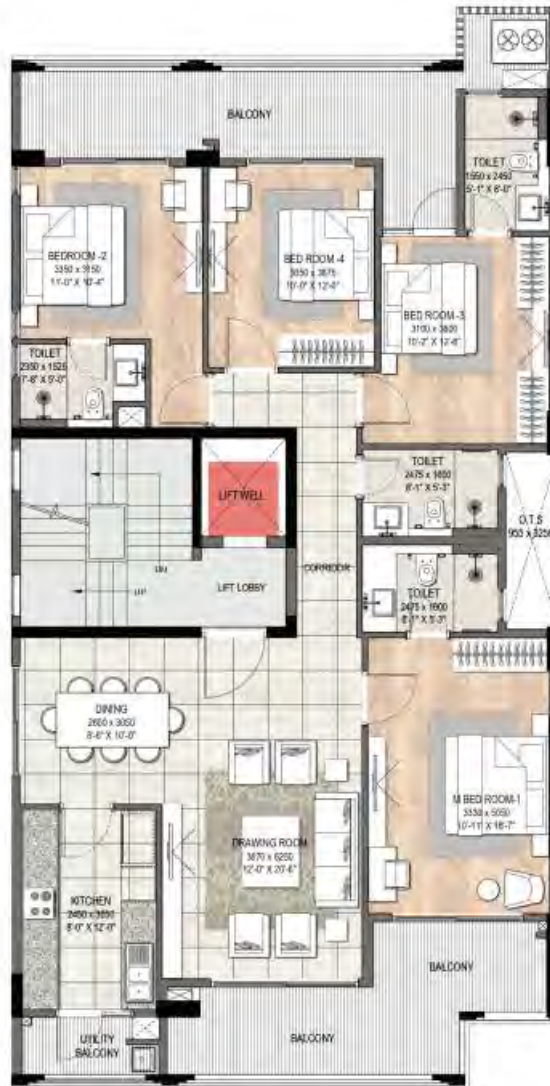 BALCONY
TOILET
1550 x 2450
5'-1" X 8'-0"
BEDROOM -2
3350 x 3150
11'-0" X 10'-4"
BED ROOM -4
3050 x 3675
10'-0" X 12'-0"
BED ROOM -3
3100 x 3800
10'-2" X 12'-6"
TOILET
2350 x 1525
7'-8" X 5'-0"
TOILET
2475 x 1600
8'-1" X 5'-3"
LIFT WELL
O.T.S
CORRIDOR
DN
UP
LIFT LOBBY
TOILET
2475 x 1600
8'-1" X 5'-3"
DINING
2600 x 3050
8'-6" X 10'-0"
M BED ROOM-1
3330 x 5050
10'-11" X 16'-7"
DRAWING ROOM
3670 x 6250
12'-0" X 20'-6"
KITCHEN
2450 x 3650
8'-0" X 12'-0"
BALCONY
UTILITY
BALCONY
BALCONY